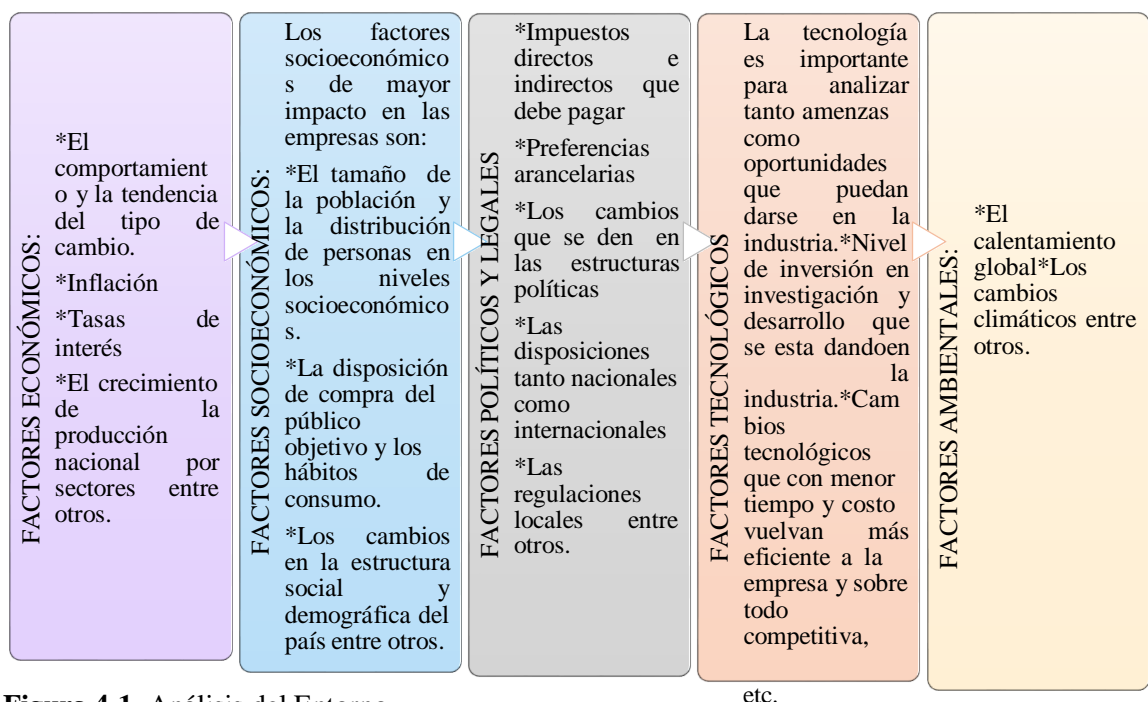 FACTORES ECONÓMICOS:
*El
comportamient
o y la tendencia
del tipo de
cambio.
*Inflación
*Tasas de
interés
*El crecimiento
de la
producción
nacional por
sectores entre
otros.
FACTORES SOCIOECONÓMICOS:
Los factores
socioeconómico
s de mayor
impacto en las
empresas son:
*El tamaño de
la población y
la distribución
de personas en
los niveles
socioeconómico
s.
*La disposición
de compra del
público
objetivo y los
hábitos de
consumo.
*Los cambios
en la estructura
social y
demográfica del
país entre otros.
FACTORES POLÍTICOS Y LEGALES
*Impuestos
directos e
indirectos que
debe pagar
*Preferencias
arancelarias
*Los cambios
que se den en
las estructuras
políticas
*Las
disposiciones
tanto nacionales
como
internacionales
*Las
regulaciones
locales entre
otros.
FACTORES TECNOLÓGICOS
La tecnología
es importante
para analizar
tanto amenzas
como
oportunidades
que puedan
darse en la
industria.*Nivel
de inversión en
investigación y
desarrollo que
se esta dandoen
la
industria.*Cam
bios
tecnológicos
que con menor
tiempo y costo
vuelvan más
eficiente a la
empresa y sobre
todo
competitiva,
etc.
FACTORES AMBIENTALES:
*El
calentamiento
global*Los
cambios
climáticos entre
otros.
Figura 4-1. Análisis del Entorno